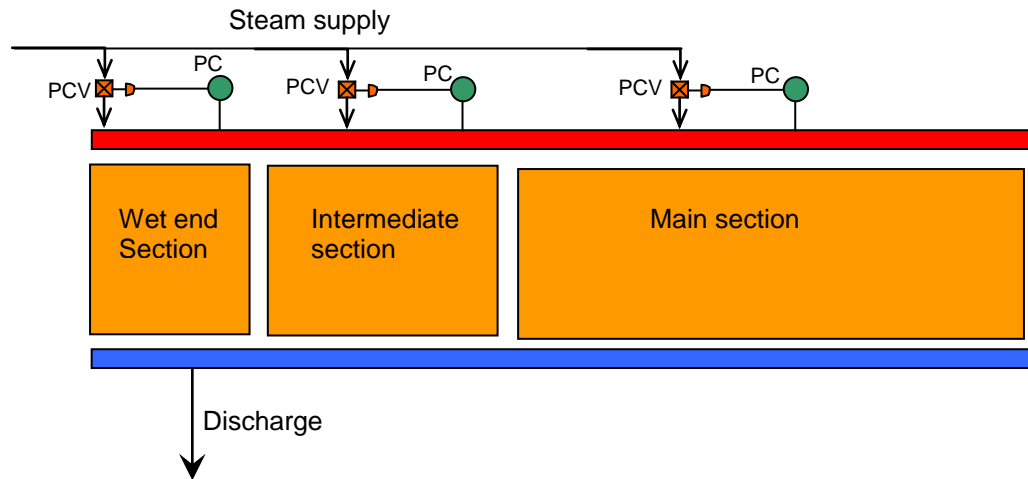 Steam supply
PC
PCV
PC
PCV
PC
PCV
Wet end
Section
Intermediate
section
Main section
Discharge